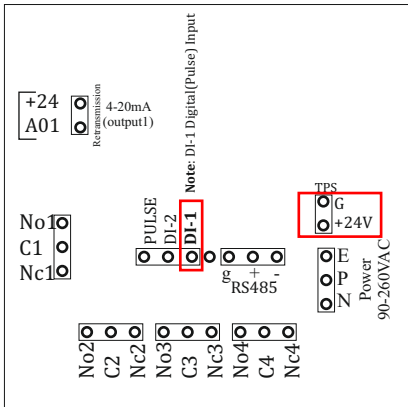 +24
A01
Retransmission
4-20mA
(output1)
Note: DI-1 Digital(Pulse) Input
TPS
G
+24V
No1
C1
Nc1
PULSE
DI-2
DI-1
g + -
RS485
E
P
N
Power
90-260VAC
No2 C2 Nc2 No3 C3 Nc3 No4 C4 Nc4